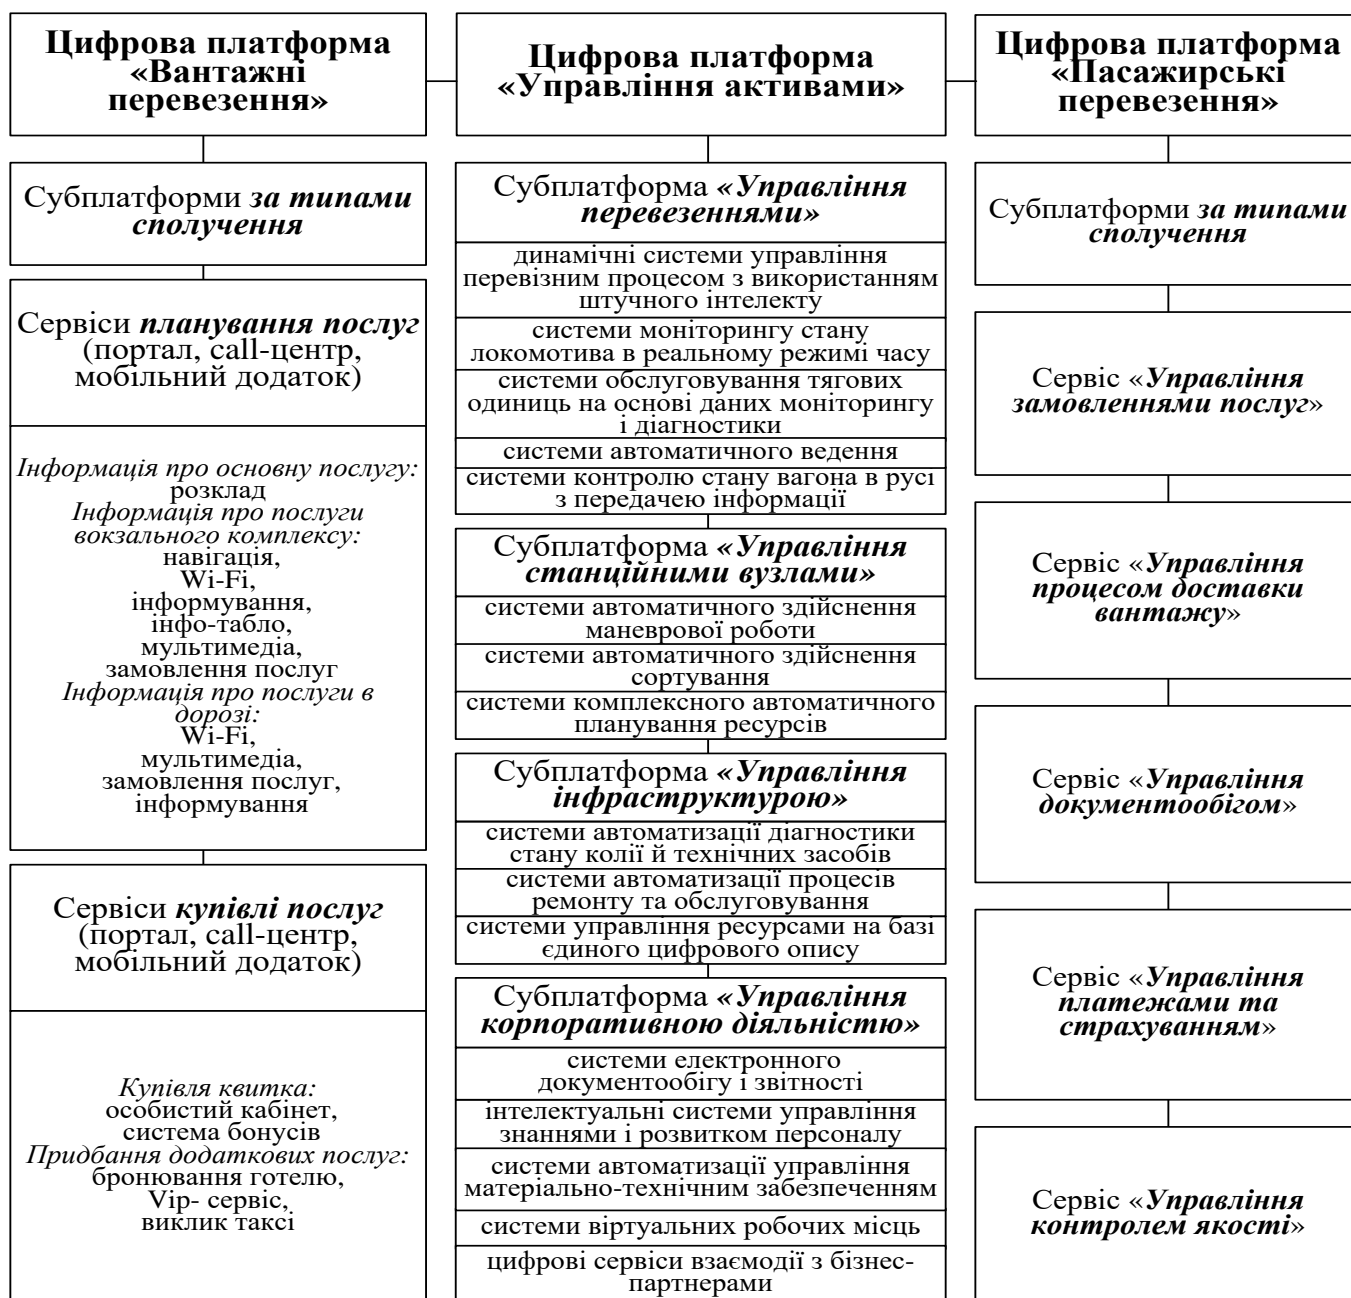 Цифрова платформа
«Вантажні
перевезення»
Субплатформи за типами
сполучення
Сервіси планування послуг
(портал, call-центр,
мобільний додаток)
Інформація про основну послугу:
розклад
Інформація про послуги
вокзального комплексу:
навігація,
Wi-Fi,
інформування,
інфо-табло,
мультимедіа,
замовлення послуг
Інформація про послуги в
дорозі:
Wi-Fi,
мультимедіа,
замовлення послуг,
інформування
Сервіси купівлі послуг
(портал, call-центр,
мобільний додаток)
Купівля квитка:
особистий кабінет,
система бонусів
Придбання додаткових послуг:
бронювання готелю,
Vip- сервіс,
виклик таксі
Цифрова платформа
«Управління активами»
Субплатформа «Управління
перевезеннями»
динамічні системи управління
перевізним процесом з використанням
штучного інтелекту
системи моніторингу стану
локомотива в реальному режимі часу
системи обслуговування тягових
одиниць на основі даних моніторингу
і діагностики
системи автоматичного ведення
системи контролю стану вагона в русі
з передачею інформації
Субплатформа «Управління
станційними вузлами»
системи автоматичного здійснення
маневрової роботи
системи автоматичного здійснення
сортування
системи комплексного автоматичного
планування ресурсів
Субплатформа «Управління
інфраструктурою»
системи автоматизації діагностики
стану колії й технічних засобів
системи автоматизації процесів
ремонту та обслуговування
системи управління ресурсами на базі
єдиного цифрового опису
Субплатформа «Управління
корпоративною діяльністю»
системи електронного
документообігу і звітності
інтелектуальні системи управління
знаннями і розвитком персоналу
системи автоматизації управління
матеріально-технічним забезпеченням
системи віртуальних робочих місць
цифрові сервіси взаємодії з бізнес-
партнерами
Цифрова платформа
«Пасажирські
перевезення»
Субплатформи за типами
сполучення
Сервіс «Управління
замовленнями послуг»
Сервіс «Управління
процесом доставки
вантажу»
Сервіс «Управління
документообігом»
Сервіс «Управління
платежами та
страхуванням»
Сервіс «Управління
контролем якості»